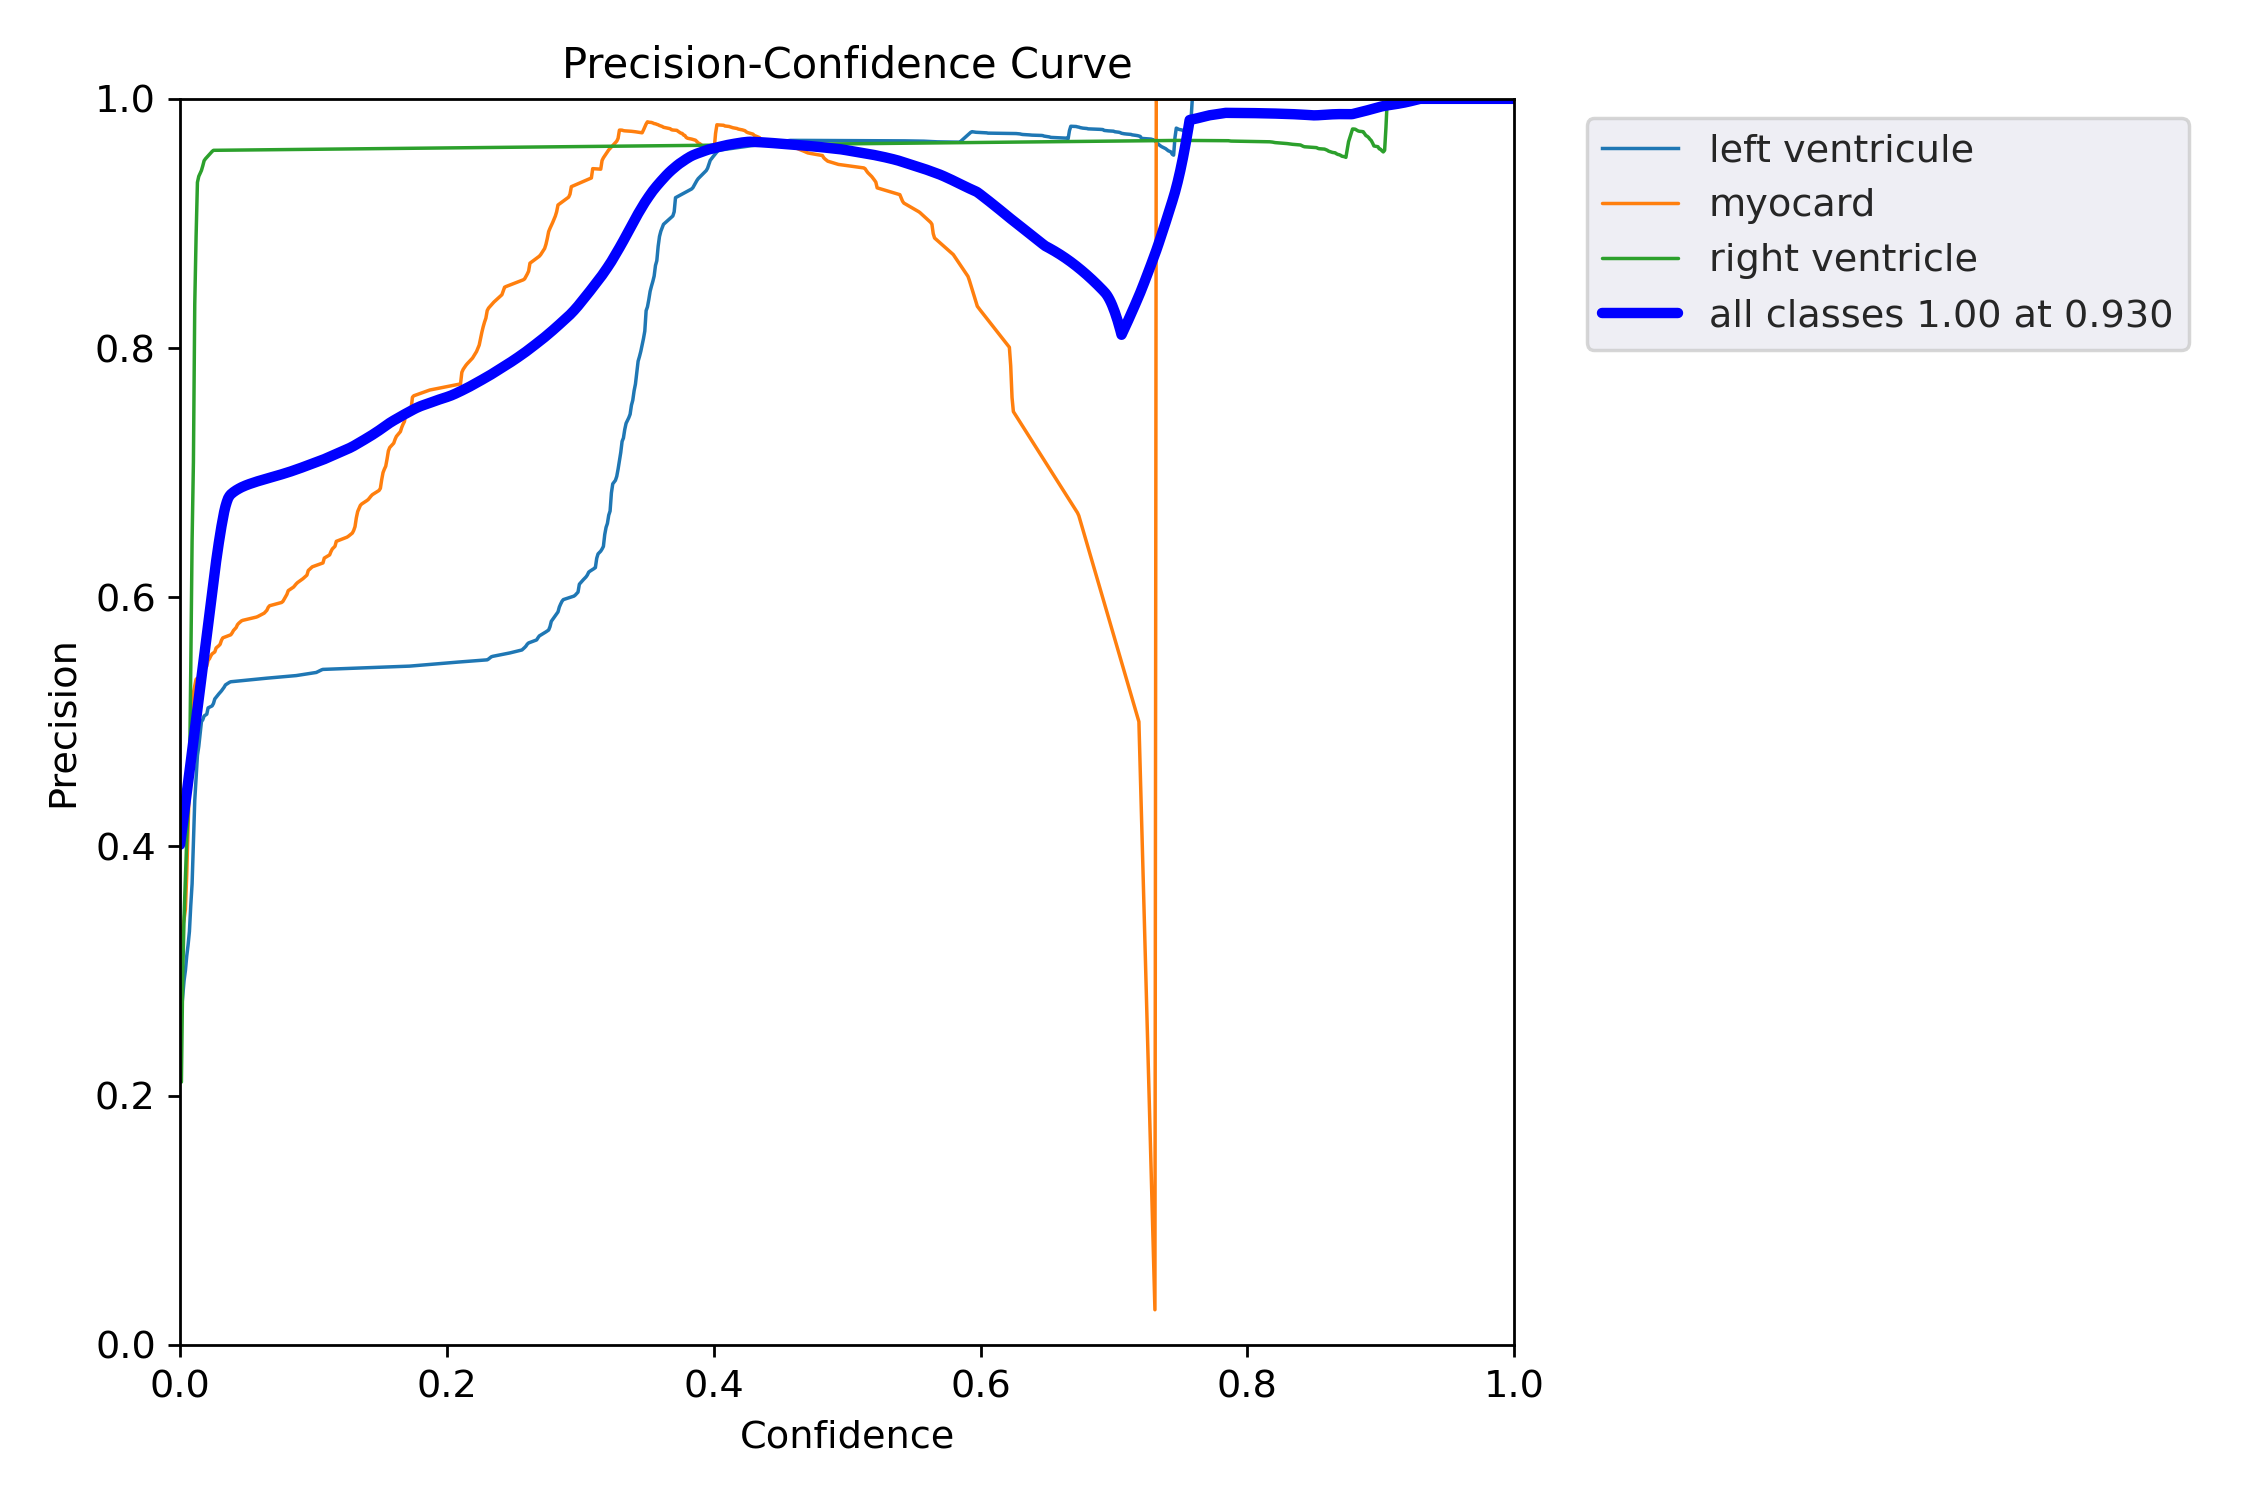 Precision-Confidence Curve
1.0
0.8
0.6
0.4
0.2
0.0
Precision
0.0 0.2 0.4 0.6 0.8 1.0
Confidence
left ventricule
myocard
right ventricle
all classes 1.00 at 0.930